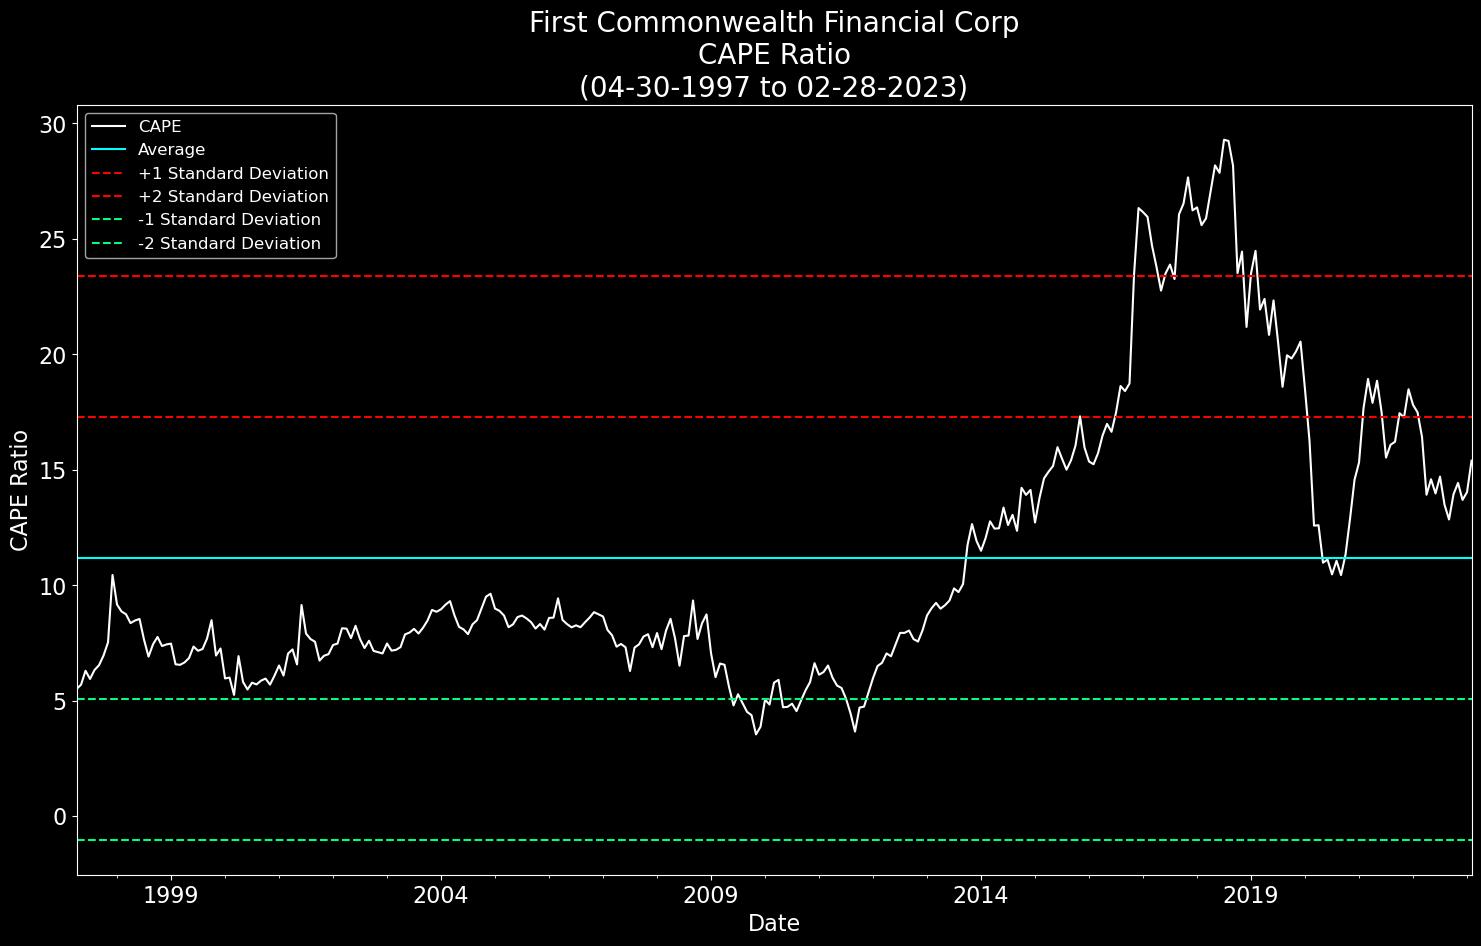 First Commonwealth Financial Corp
CAPE Ratio
(04-30-1997 to 02-28-2023)
CAPE
Average
+1 Standard Deviation
+2 Standard Deviation
-1 Standard Deviation
-2 Standard Deviation
30
25
20
15
10
5
0
CAPE Ratio
1999
2004
2009
2014
2019
Date